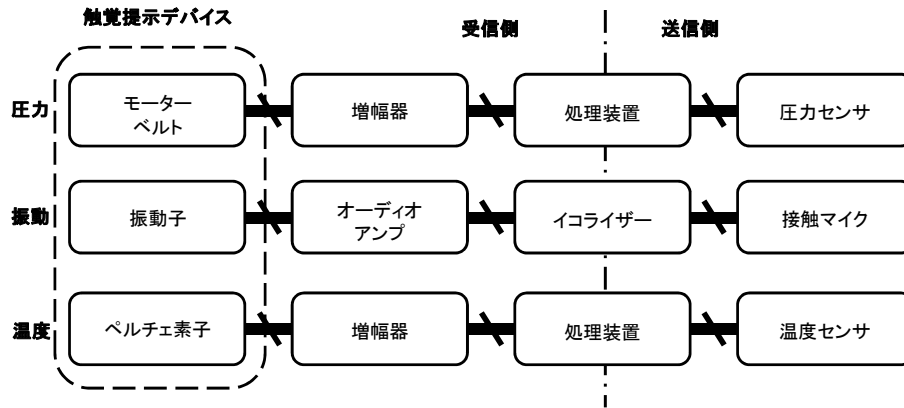 触覚提示デバイス
受信側
送信側
圧力
モーター
ベルト
増幅器
処理装置
圧力センサ
振動
振動子
オーディオ
アンプ
イコライザー
接触マイク
温度
ペルチェ素子
増幅器
処理装置
温度センサ